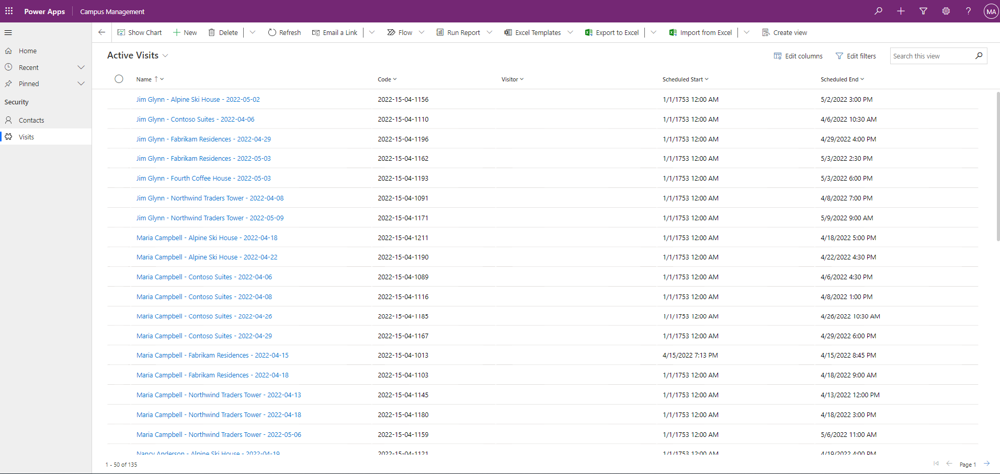 Power Apps Campus Management MA
Show Chart New Delete Refresh Email a Link Flow Run Report Excel Templates Export to Excel Import from Excel Create view
Home
Recent
Pinned
Security
Contacts
Visits
Active Visits
Edit columns Edit filters Search this view
Name Code Visitor Scheduled Start Scheduled End
Jim Glynn - Alpine Ski House - 2022-05-02 2022-15-04-1156 1/1/1753 12:00 AM 5/2/2022 3:00 PM
Jim Glynn - Contoso Suites - 2022-04-06 2022-15-04-1110 1/1/1753 12:00 AM 4/6/2022 10:30 AM
Jim Glynn - Fabrikam Residences - 2022-04-29 2022-15-04-1196 1/1/1753 12:00 AM 4/29/2022 4:00 PM
Jim Glynn - Fabrikam Residences - 2022-05-03 2022-15-04-1162 1/1/1753 12:00 AM 5/3/2022 2:30 PM
Jim Glynn - Fourth Coffee House - 2022-05-03 2022-15-04-1193 1/1/1753 12:00 AM 5/3/2022 6:00 PM
Jim Glynn - Northwind Traders Tower - 2022-04-08 2022-15-04-1091 1/1/1753 12:00 AM 4/8/2022 7:00 PM
Jim Glynn - Northwind Traders Tower - 2022-05-09 2022-15-04-1171 1/1/1753 12:00 AM 5/9/2022 9:00 AM
Maria Campbell - Alpine Ski House - 2022-04-18 2022-15-04-1211 1/1/1753 12:00 AM 4/18/2022 5:00 PM
Maria Campbell - Alpine Ski House - 2022-04-22 2022-15-04-1190 1/1/1753 12:00 AM 4/22/2022 4:30 PM
Maria Campbell - Contoso Suites - 2022-04-06 2022-15-04-1089 1/1/1753 12:00 AM 4/6/2022 4:30 PM
Maria Campbell - Contoso Suites - 2022-04-08 2022-15-04-1116 1/1/1753 12:00 AM 4/8/2022 1:00 PM
Maria Campbell - Contoso Suites - 2022-04-26 2022-15-04-1185 1/1/1753 12:00 AM 4/26/2022 10:30 AM
Maria Campbell - Contoso Suites - 2022-04-29 2022-15-04-1167 1/1/1753 12:00 AM 4/29/2022 6:00 PM
Maria Campbell - Fabrikam Residences - 2022-04-15 2022-15-04-1013 4/15/2022 7:13 PM 4/15/2022 8:45 PM
Maria Campbell - Fabrikam Residences - 2022-04-18 2022-15-04-1103 1/1/1753 12:00 AM 4/18/2022 9:00 AM
Maria Campbell - Northwind Traders Tower - 2022-04-13 2022-15-04-1145 1/1/1753 12:00 AM 4/13/2022 12:00 PM
Maria Campbell - Northwind Traders Tower - 2022-04-18 2022-15-04-1180 1/1/1753 12:00 AM 4/18/2022 3:00 PM
Maria Campbell - Northwind Traders Tower - 2022-05-06 2022-15-04-1159 1/1/1753 12:00 AM 5/6/2022 11:00 AM
Nancy Anderson - Alpine Ski House - 2022-04-19 2022-15-04-1121 1/1/1753 12:00 AM 4/19/2022 4:00 PM
1 - 50 of 135 Page 1